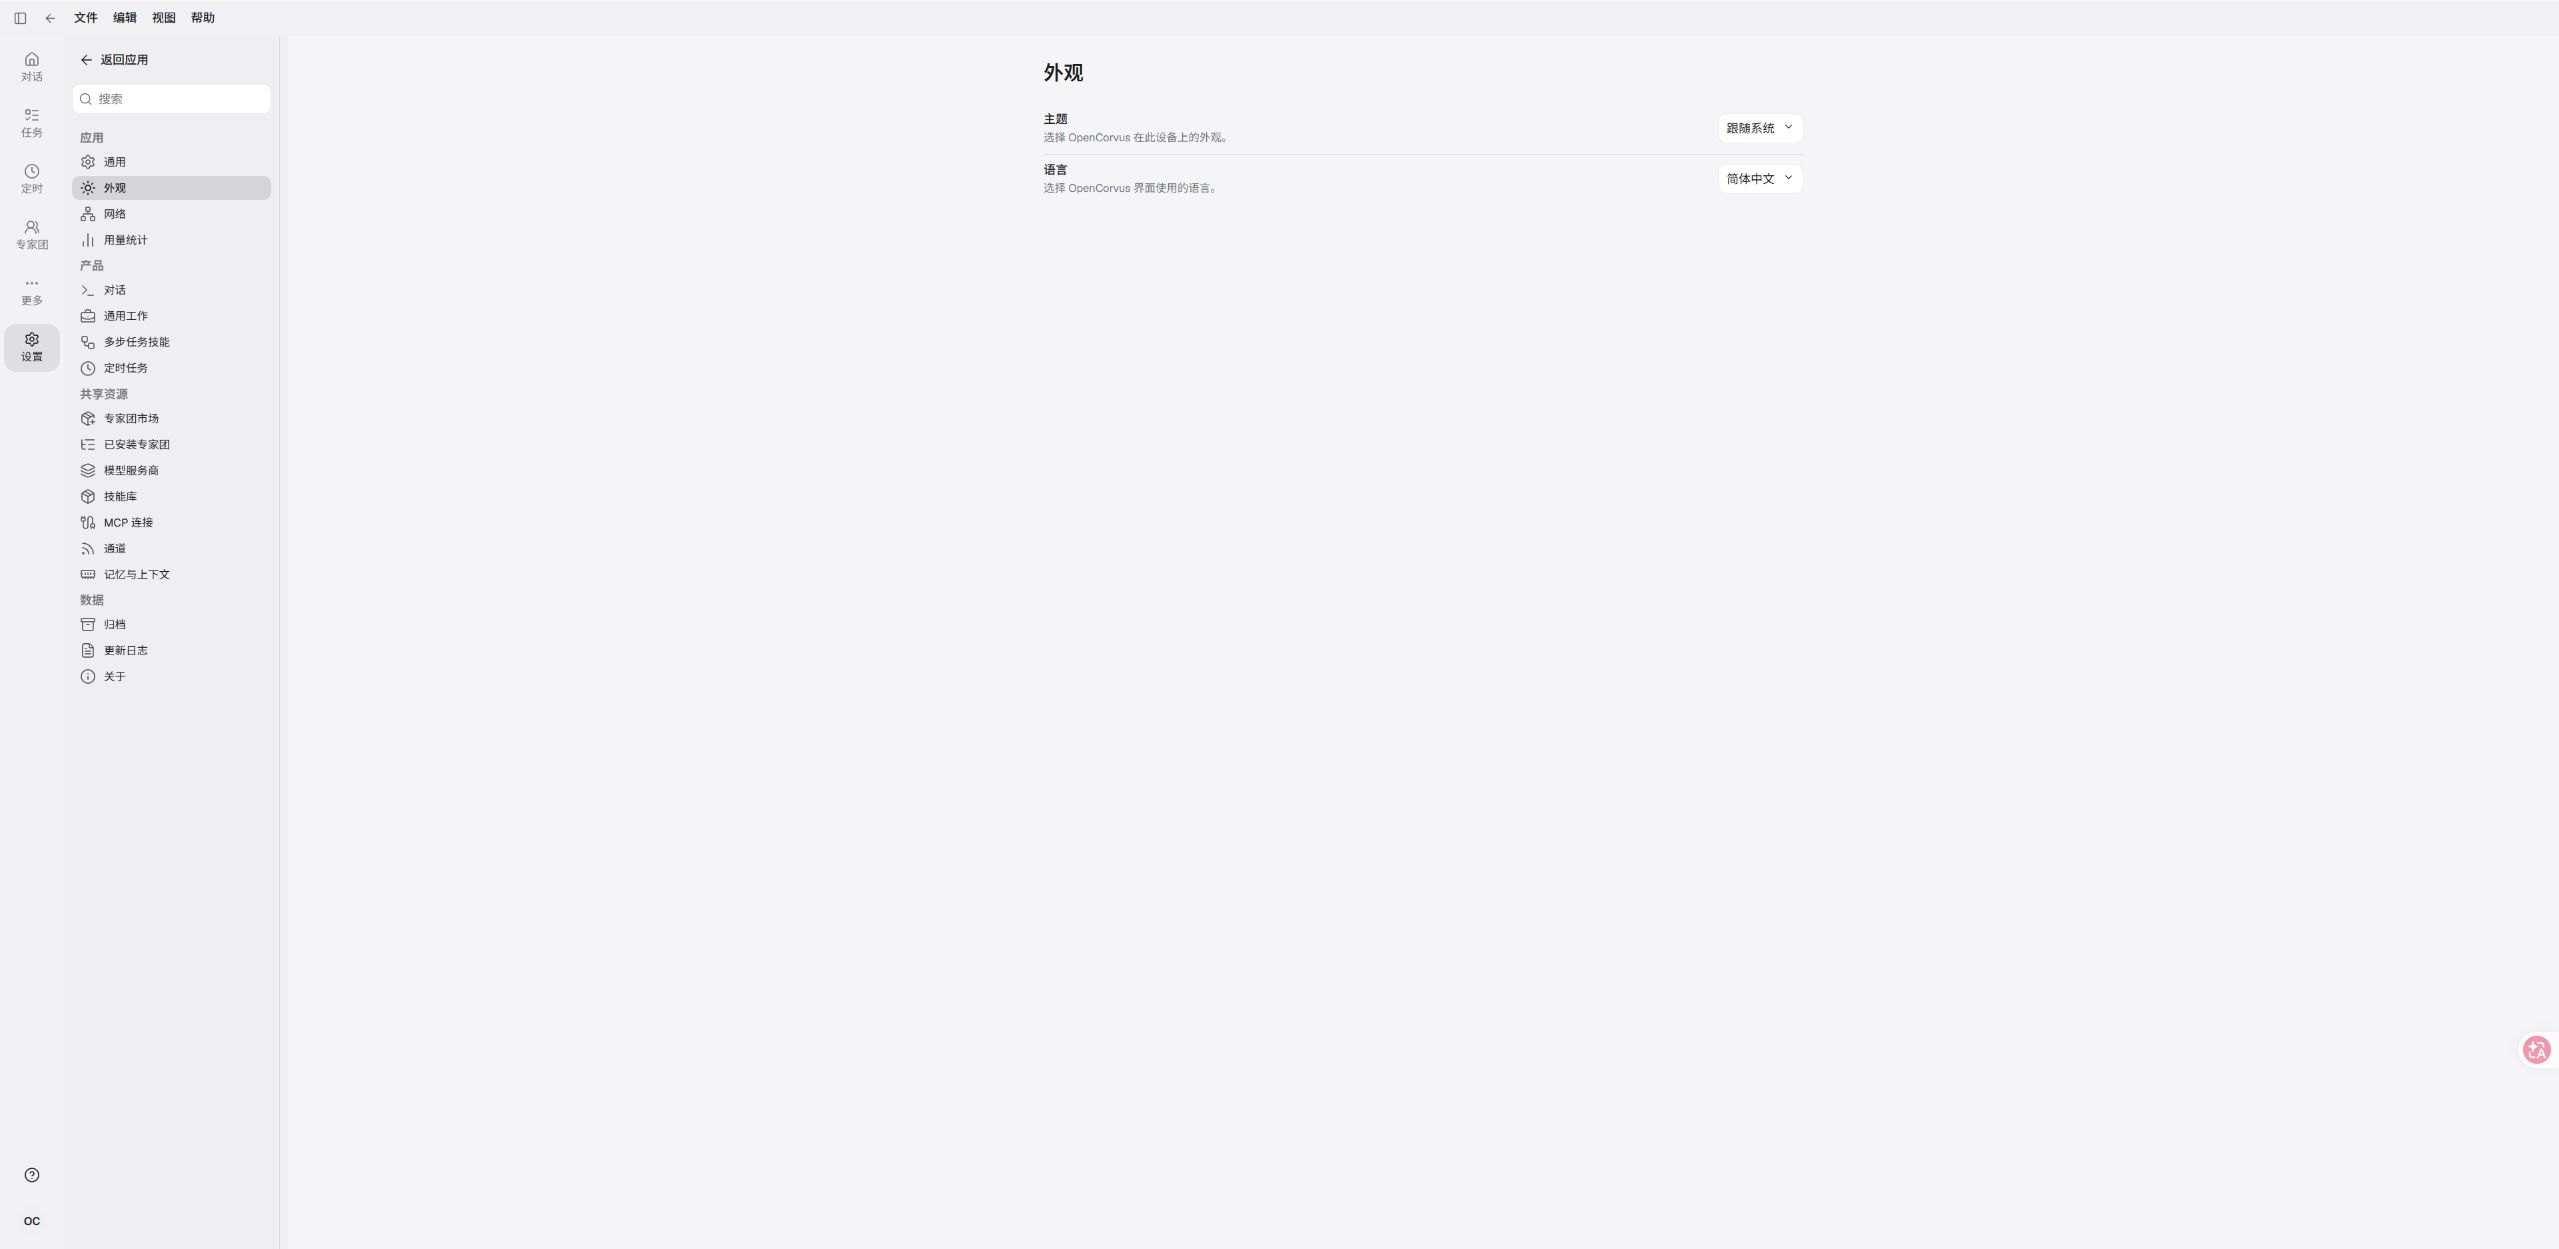 文件 编辑 视图 帮助
对话
任务
定时
专家团
更多
设置
OC
返回应用
搜索
应用
通用
外观
网络
用量统计
产品
对话
通用工作
多步任务技能
定时任务
共享资源
专家团市场
已安装专家团
模型服务商
技能库
MCP 连接
通道
记忆与上下文
数据
归档
更新日志
关于
外观
主题
选择 OpenCorvus 在此设备上的外观。
跟随系统
语言
选择 OpenCorvus 界面使用的语言。
简体中文